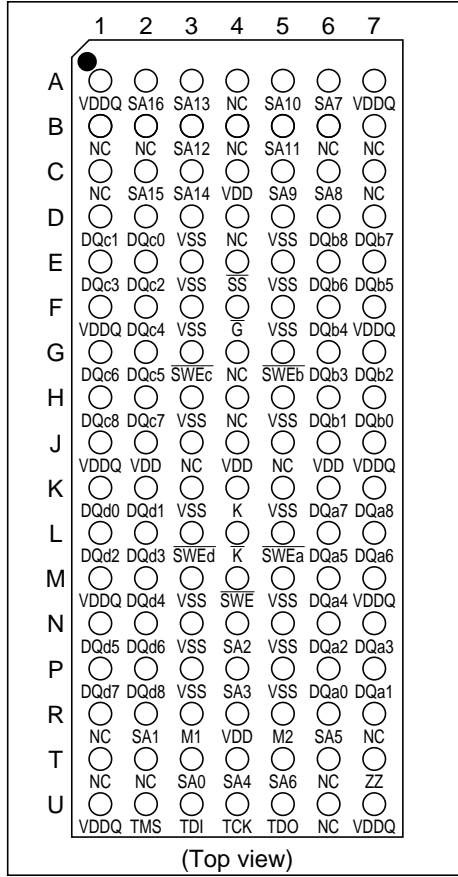 1 2 3 4 5 6 7
A
VDDQ SA16 SA13 NC SA10 SA7 VDDQ
B
NC NC SA12 NC SA11 NC NC
C
NC SA15 SA14 VDD SA9 SA8 NC
D
DQc1 DQc0 VSS NC VSS DQb8 DQb7
E
DQc3 DQc2 VSS S̅S̅ VSS DQb6 DQb5
F
VDDQ DQc4 VSS G̅ VSS DQb4 VDDQ
G
DQc6 DQc5 S̅W̅E̅c̅ NC S̅W̅E̅b̅ DQb3 DQb2
H
DQc8 DQc7 VSS NC VSS DQb1 DQb0
J
VDDQ VDD NC VDD NC VDD VDDQ
K
DQd0 DQd1 VSS K VSS DQa7 DQa8
L
DQd2 DQd3 S̅W̅E̅d̅ K̅ S̅W̅E̅a̅ DQa5 DQa6
M
VDDQ DQd4 VSS S̅W̅E̅ VSS DQa4 VDDQ
N
DQd5 DQd6 VSS SA2 VSS DQa2 DQa3
P
DQd7 DQd8 VSS SA3 VSS DQa0 DQa1
R
NC SA1 M1 VDD M2 SA5 NC
T
NC NC SA0 SA4 SA6 NC ZZ
U
VDDQ TMS TDI TCK TDO NC VDDQ
(Top view)